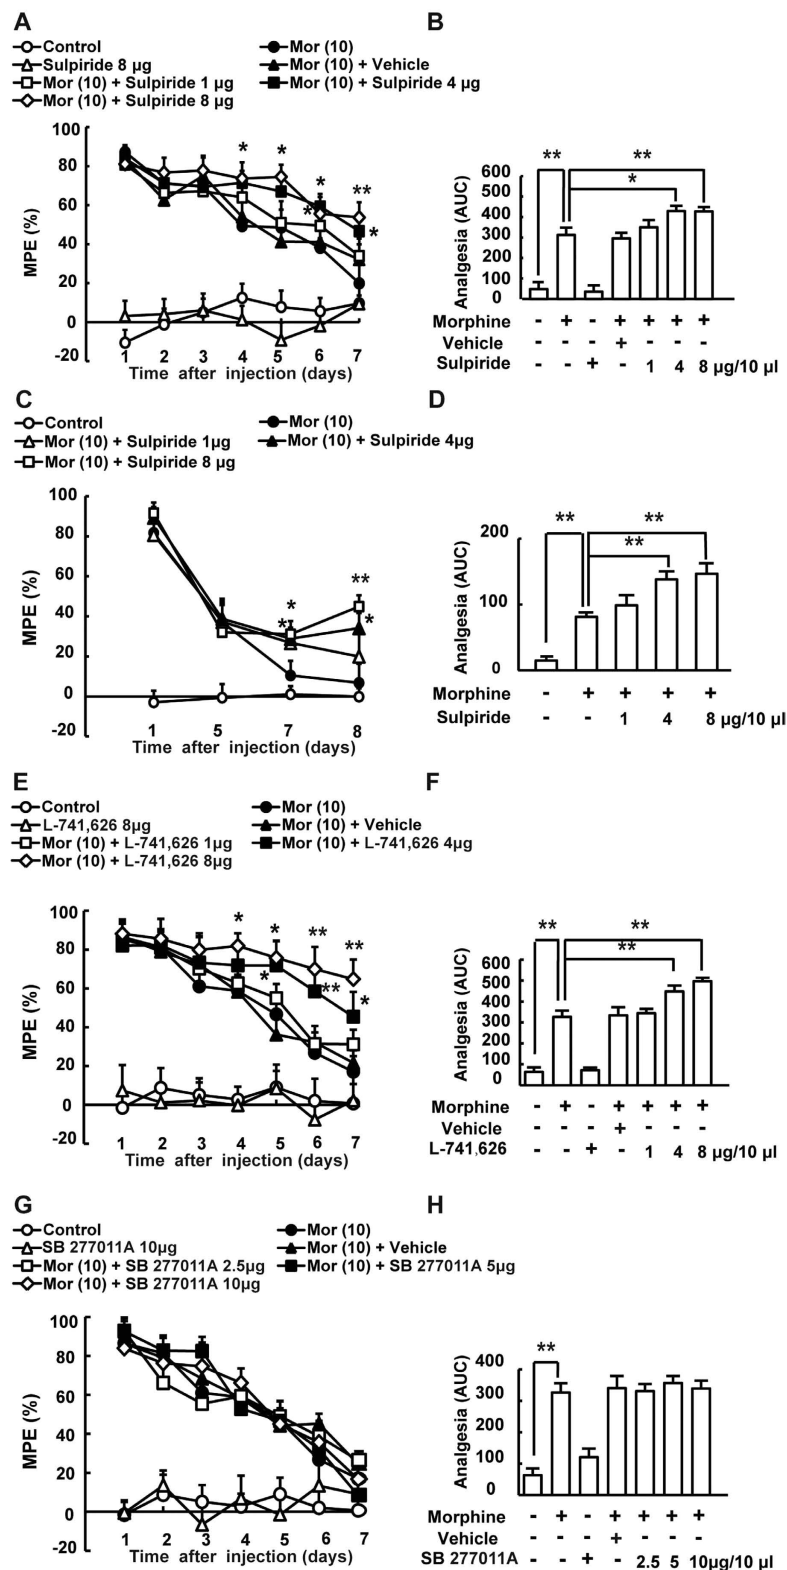 A
Control
Mor (10)
Sulpiride 8 µg
Mor (10) + Vehicle
Mor (10) + Sulpiride 1 µg
Mor (10) + Sulpiride 4 µg
Mor (10) + Sulpiride 8 µg
100
80
60
40
20
0
-20
MPE (%)
* * * **
* *
1 2 3 4 5 6 7
Time after injection (days)
B
** **
*
600
500
400
300
200
100
0
Analgesia (AUC)
Morphine - + - + + + +
Vehicle - - - + - - -
Sulpiride - - + - 1 4 8 µg/10 µl
C
Control
Mor (10)
Mor (10) + Sulpiride 1µg
Mor (10) + Sulpiride 4µg
Mor (10) + Sulpiride 8 µg
100
80
60
40
20
0
-20
MPE (%)
* **
* *
1 5 7 8
Time after injection (days)
D
** **
**
200
100
0
Analgesia (AUC)
Morphine - + + + +
Sulpiride - - 1 4 8 µg/10 µl
E
Control
Mor (10)
L-741,626 8µg
Mor (10) + Vehicle
Mor (10) + L-741,626 1µg
Mor (10) + L-741,626 4µg
Mor (10) + L-741,626 8µg
100
80
60
40
20
0
-20
MPE (%)
* * ** **
* ** *
1 2 3 4 5 6 7
Time after injection (days)
F
** **
**
600
500
400
300
200
100
0
Analgesia (AUC)
Morphine - + - + + + +
Vehicle - - - + - - -
L-741,626 - - + - 1 4 8 µg/10 µl
G
Control
Mor (10)
SB 277011A 10µg
Mor (10) + Vehicle
Mor (10) + SB 277011A 2.5µg
Mor (10) + SB 277011A 5µg
Mor (10) + SB 277011A 10µg
100
80
60
40
20
0
-20
MPE (%)
1 2 3 4 5 6 7
Time after injection (days)
H
**
400
300
200
100
0
Analgesia (AUC)
Morphine - + - + + + +
Vehicle - - - + - - -
SB 277011A - - + - 2.5 5 10µg/10 µl